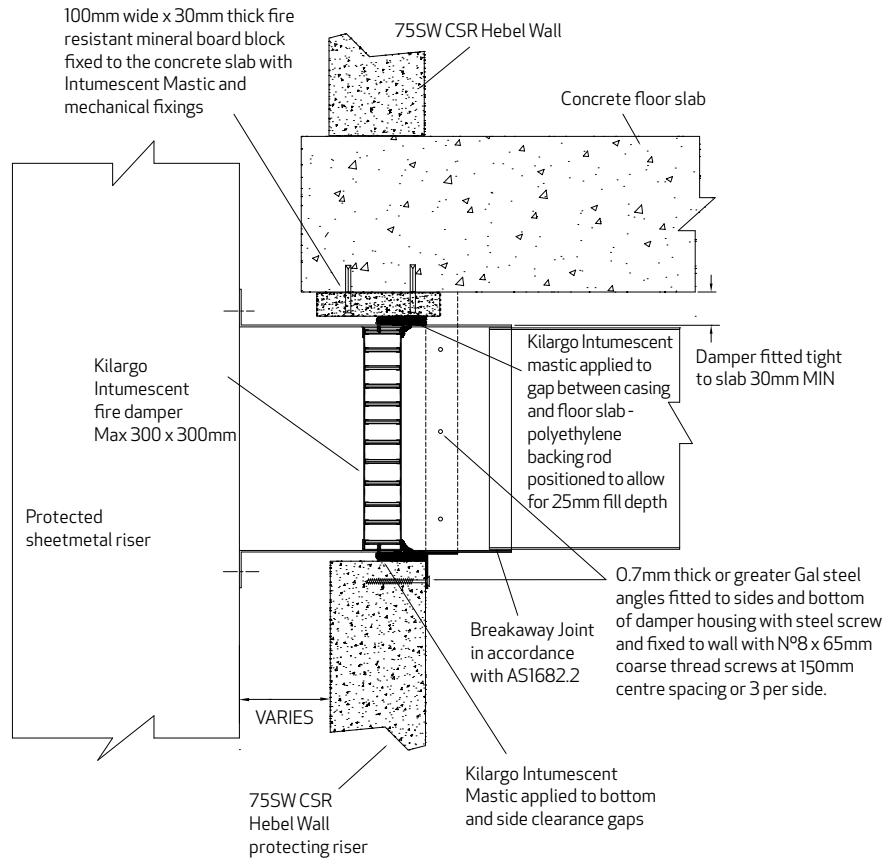 100mm wide x 30mm thick fire
resistant mineral board block
fixed to the concrete slab with
Intumescent Mastic and
mechanical fixings
75SW CSR Hebel Wall
Concrete floor slab
Kilargo
Intumescent
fire damper
Max 300 x 300mm
Kilargo Intumescent
mastic applied to
gap between casing
and floor slab -
polyethylene
backing rod
positioned to allow
for 25mm fill depth
Damper fitted tight
to slab 30mm MIN
Protected
sheetmetal riser
0.7mm thick or greater Gal steel
angles fitted to sides and bottom
of damper housing with steel screw
and fixed to wall with Nº8 x 65mm
coarse thread screws at 150mm
centre spacing or 3 per side.
Breakaway Joint
in accordance
with AS1682.2
VARIES
Kilargo Intumescent
Mastic applied to bottom
and side clearance gaps
75SW CSR
Hebel Wall
protecting riser